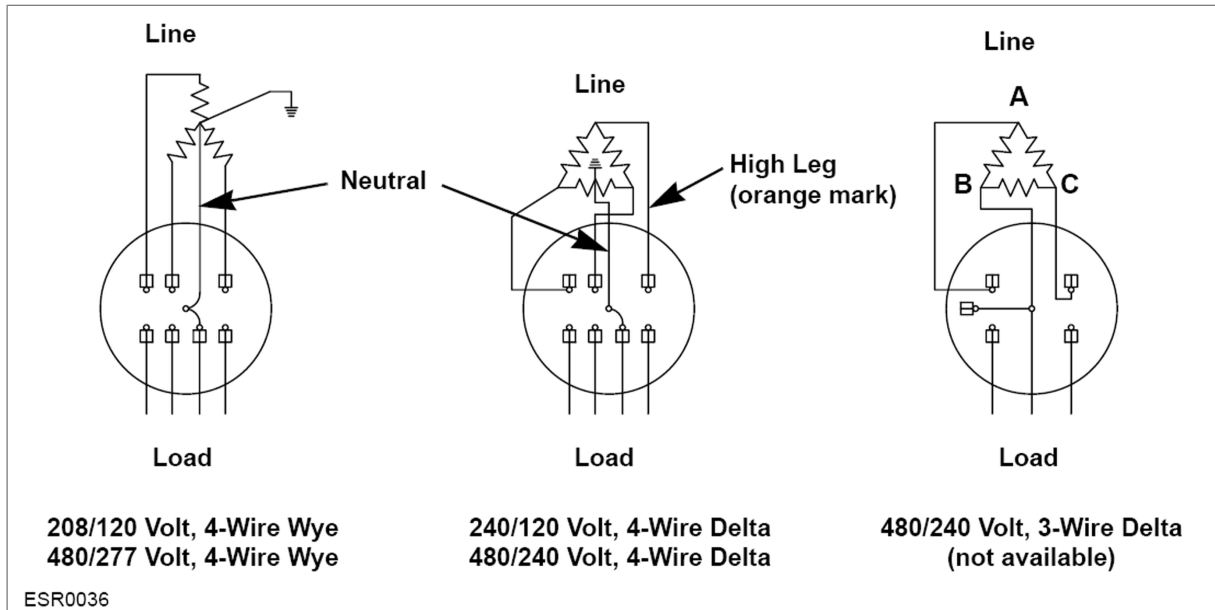 Line
Neutral
Load
208/120 Volt, 4-Wire Wye
480/277 Volt, 4-Wire Wye
Line
High Leg
(orange mark)
Load
240/120 Volt, 4-Wire Delta
480/240 Volt, 4-Wire Delta
Line
A
B
C
Load
480/240 Volt, 3-Wire Delta
(not available)
ESR0036